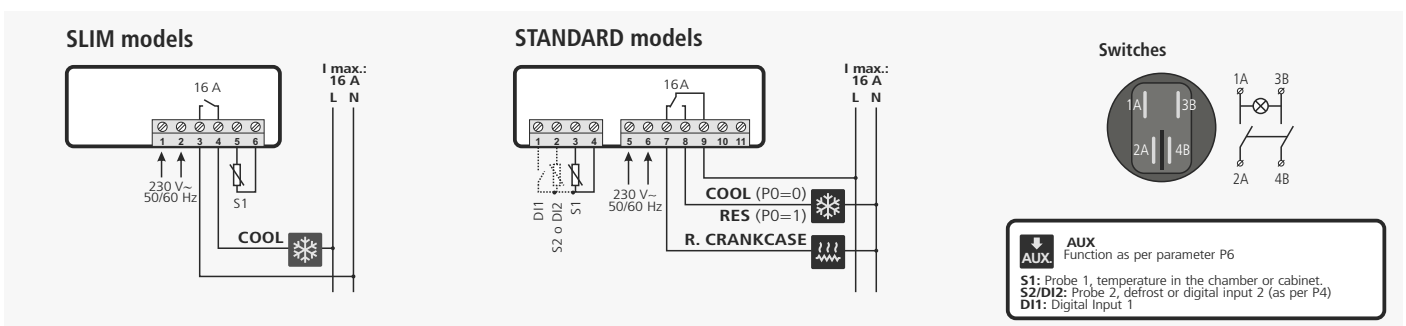 SLIM models
16 A
1 2 3 4 5 6
230 V~
50/60 Hz
S1
COOL
I max.:
16 A
L N
STANDARD models
16A
1 2 3 4
5 6 7 8 9 10 11
DI1
S2 o DI2
S1
230 V~
50/60 Hz
COOL (P0=0)
RES (P0=1)
R. CRANKCASE
I max.:
16 A
L N
Switches
1A 3B
2A 4B
1A 3B
2A 4B
AUX.
AUX
Function as per parameter P6
S1: Probe 1, temperature in the chamber or cabinet.
S2/DI2: Probe 2, defrost or digital input 2 (as per P4)
DI1: Digital Input 1